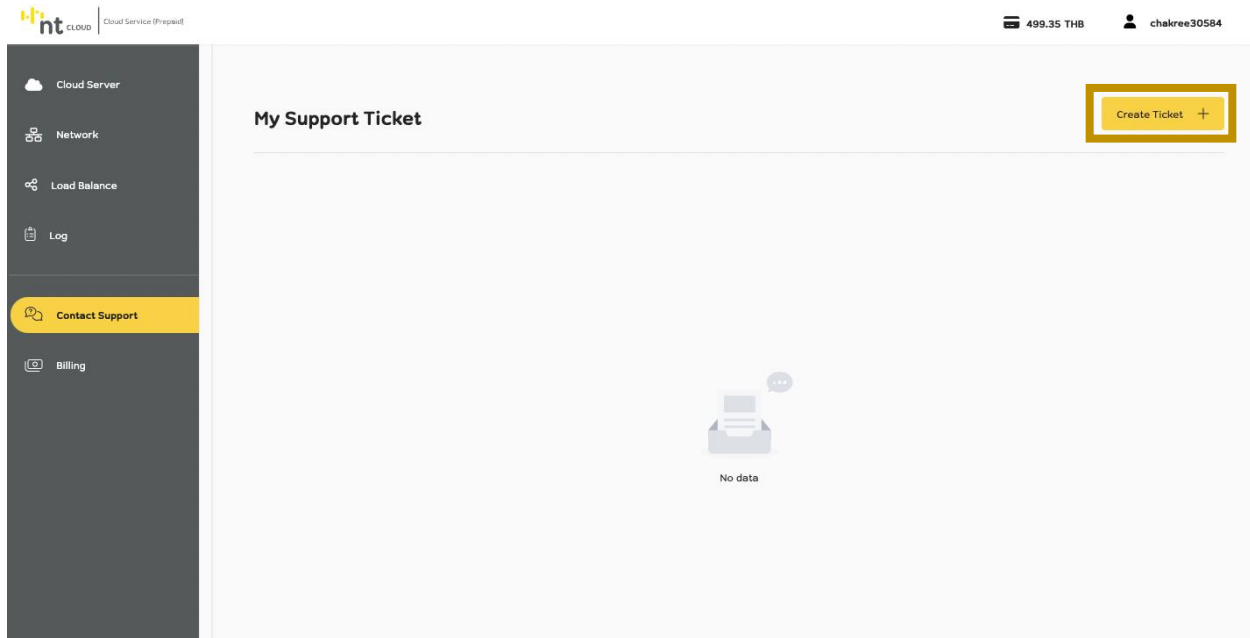 nt CLOUD Cloud Service (Prepaid)
499.35 THB chakree30584
Cloud Server
Network
Load Balance
Log
Contact Support
Billing
My Support Ticket
Create Ticket +
No data